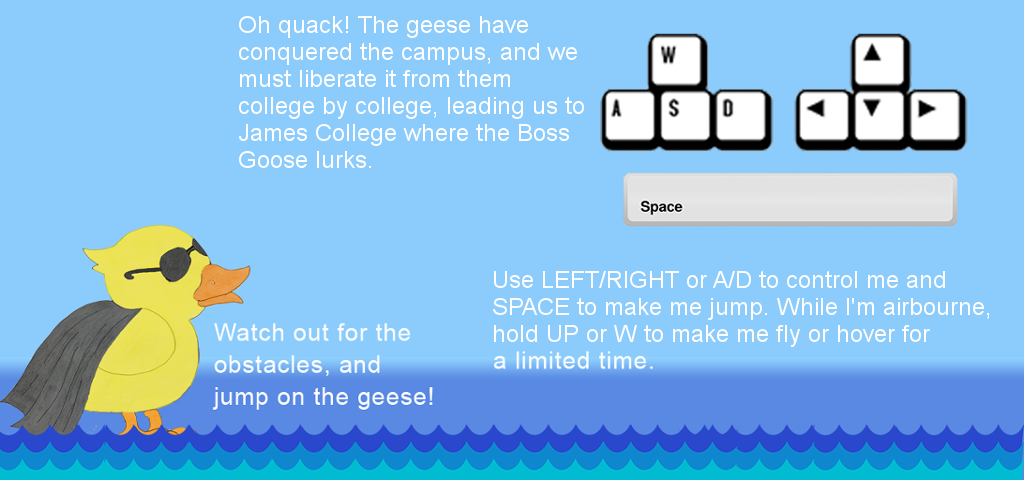 Oh quack! The geese have
conquered the campus, and we
must liberate it from them
college by college, leading us to
James College where the Boss
Goose lurks.
W
A S D
Space
Use LEFT/RIGHT or A/D to control me and
SPACE to make me jump. While I'm airbourne,
hold UP or W to make me fly or hover for
a limited time.
Watch out for the
obstacles, and
jump on the geese!